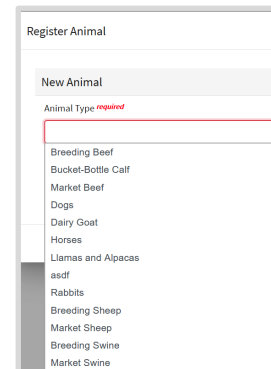 Register Animal
New Animal
Animal Type required
Breeding Beef
Bucket-Bottle Calf
Market Beef
Dogs
Dairy Goat
Horses
Llamas and Alpacas
asdf
Rabbits
Breeding Sheep
Market Sheep
Breeding Swine
Market Swine